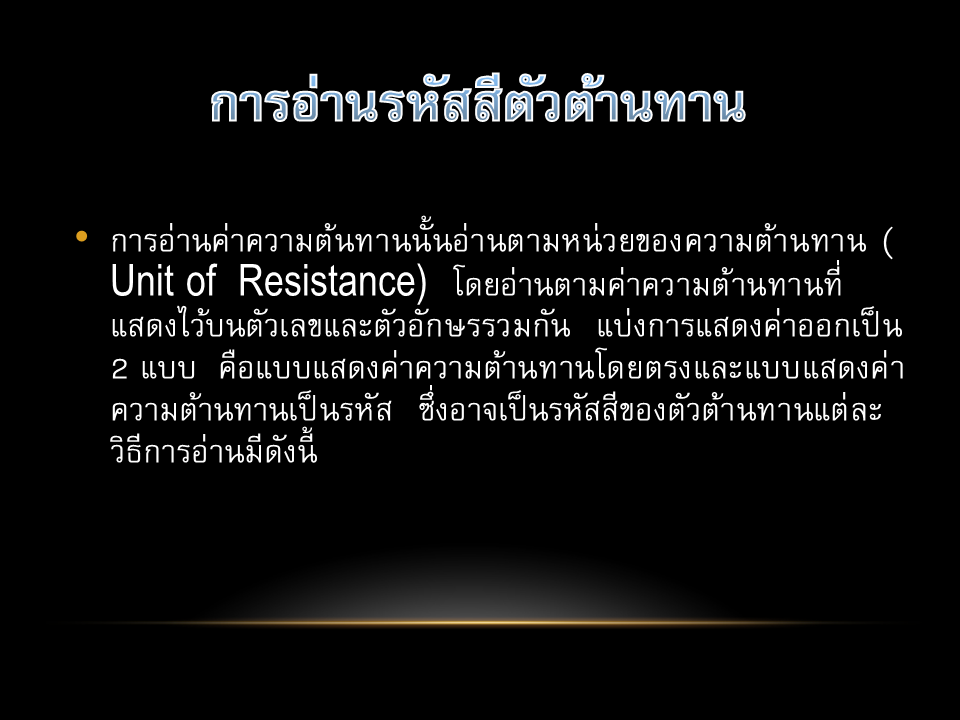 การอ่านรหัสสีตัวต้านทาน
• การอ่านค่าความต้นทานนั้นอ่านตามหน่วยของความต้านทาน (
Unit of Resistance) โดยอ่านตามค่าความต้านทานที่
แสดงไว้บนตัวเลขและตัวอักษรรวมกัน แบ่งการแสดงค่าออกเป็น
2 แบบ คือแบบแสดงค่าความต้านทานโดยตรงและแบบแสดงค่า
ความต้านทานเป็นรหัส ซึ่งอาจเป็นรหัสสีของตัวต้านทานแต่ละ
วิธีการอ่านมีดังนี้